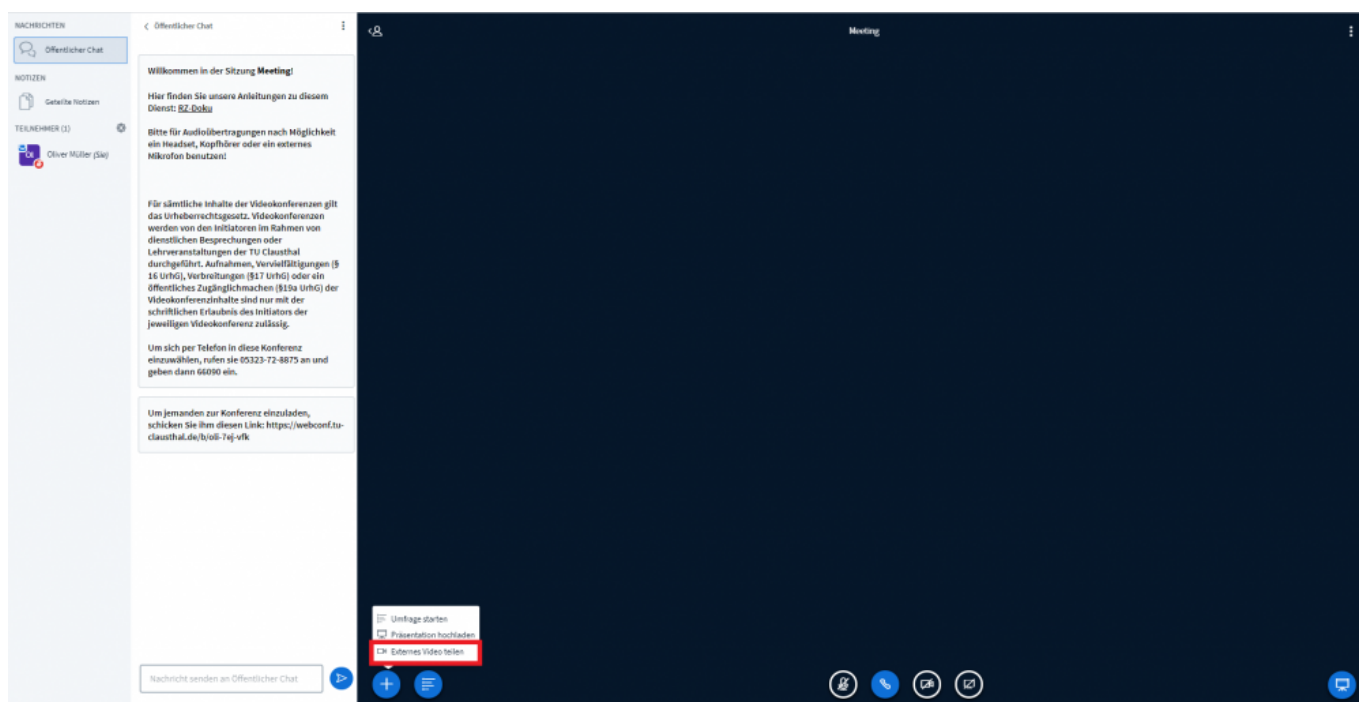 NACHRICHTEN
Öffentlicher Chat
NOTIZEN
Geteilte Notizen
TEILNEHMER (1)
Ol
Oliver Müller (Sie)
Öffentlicher Chat
Willkommen in der Sitzung Meeting!
Hier finden Sie unsere Anleitungen zu diesem
Dienst: RZ-Doku
Bitte für Audioübertragungen nach Möglichkeit
ein Headset, Kopfhörer oder ein externes
Mikrofon benutzen!
Für sämtliche Inhalte der Videokonferenzen gilt
das Urheberrechtsgesetz. Videokonferenzen
werden von den Initiatoren im Rahmen von
dienstlichen Besprechungen oder
Lehrveranstaltungen der TU Clausthal
durchgeführt. Aufnahmen, Vervielfältigungen (§
16 UrhG), Verbreitungen (§17 UrhG) oder ein
öffentliches Zugänglichmachen (§19a UrhG) der
Videokonferenzinhalte sind nur mit der
schriftlichen Erlaubnis des Initiators der
jeweiligen Videokonferenz zulässig.
Um sich per Telefon in diese Konferenz
einzuwählen, rufen sie 05323-72-8875 an und
geben dann 66090 ein.
Um jemanden zur Konferenz einzuladen,
schicken Sie ihm diesen Link: https://webconf.tu-
clausthal.de/b/oli-7ej-vfk
Nachricht senden an Öffentlicher Chat
Meeting
Umfrage starten
Präsentation hochladen
Externes Video teilen